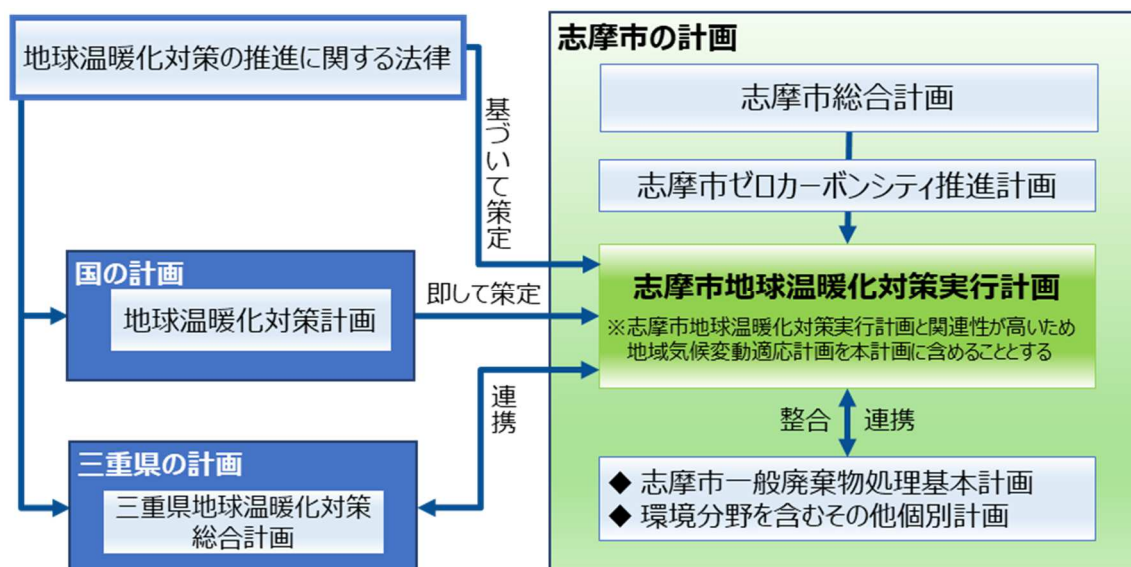 地球温暖化対策の推進に関する法律
基づいて策定
国の計画
地球温暖化対策計画
即して策定
三重県の計画
三重県地球温暖化対策
総合計画
連携
志摩市の計画
志摩市総合計画
志摩市ゼロカーボンシティ推進計画
志摩市地球温暖化対策実行計画
※志摩市地球温暖化対策実行計画と関連性が高いため
地域気候変動適応計画を本計画に含めることとする
整合 連携
◆ 志摩市一般廃棄物処理基本計画
◆ 環境分野を含むその他個別計画